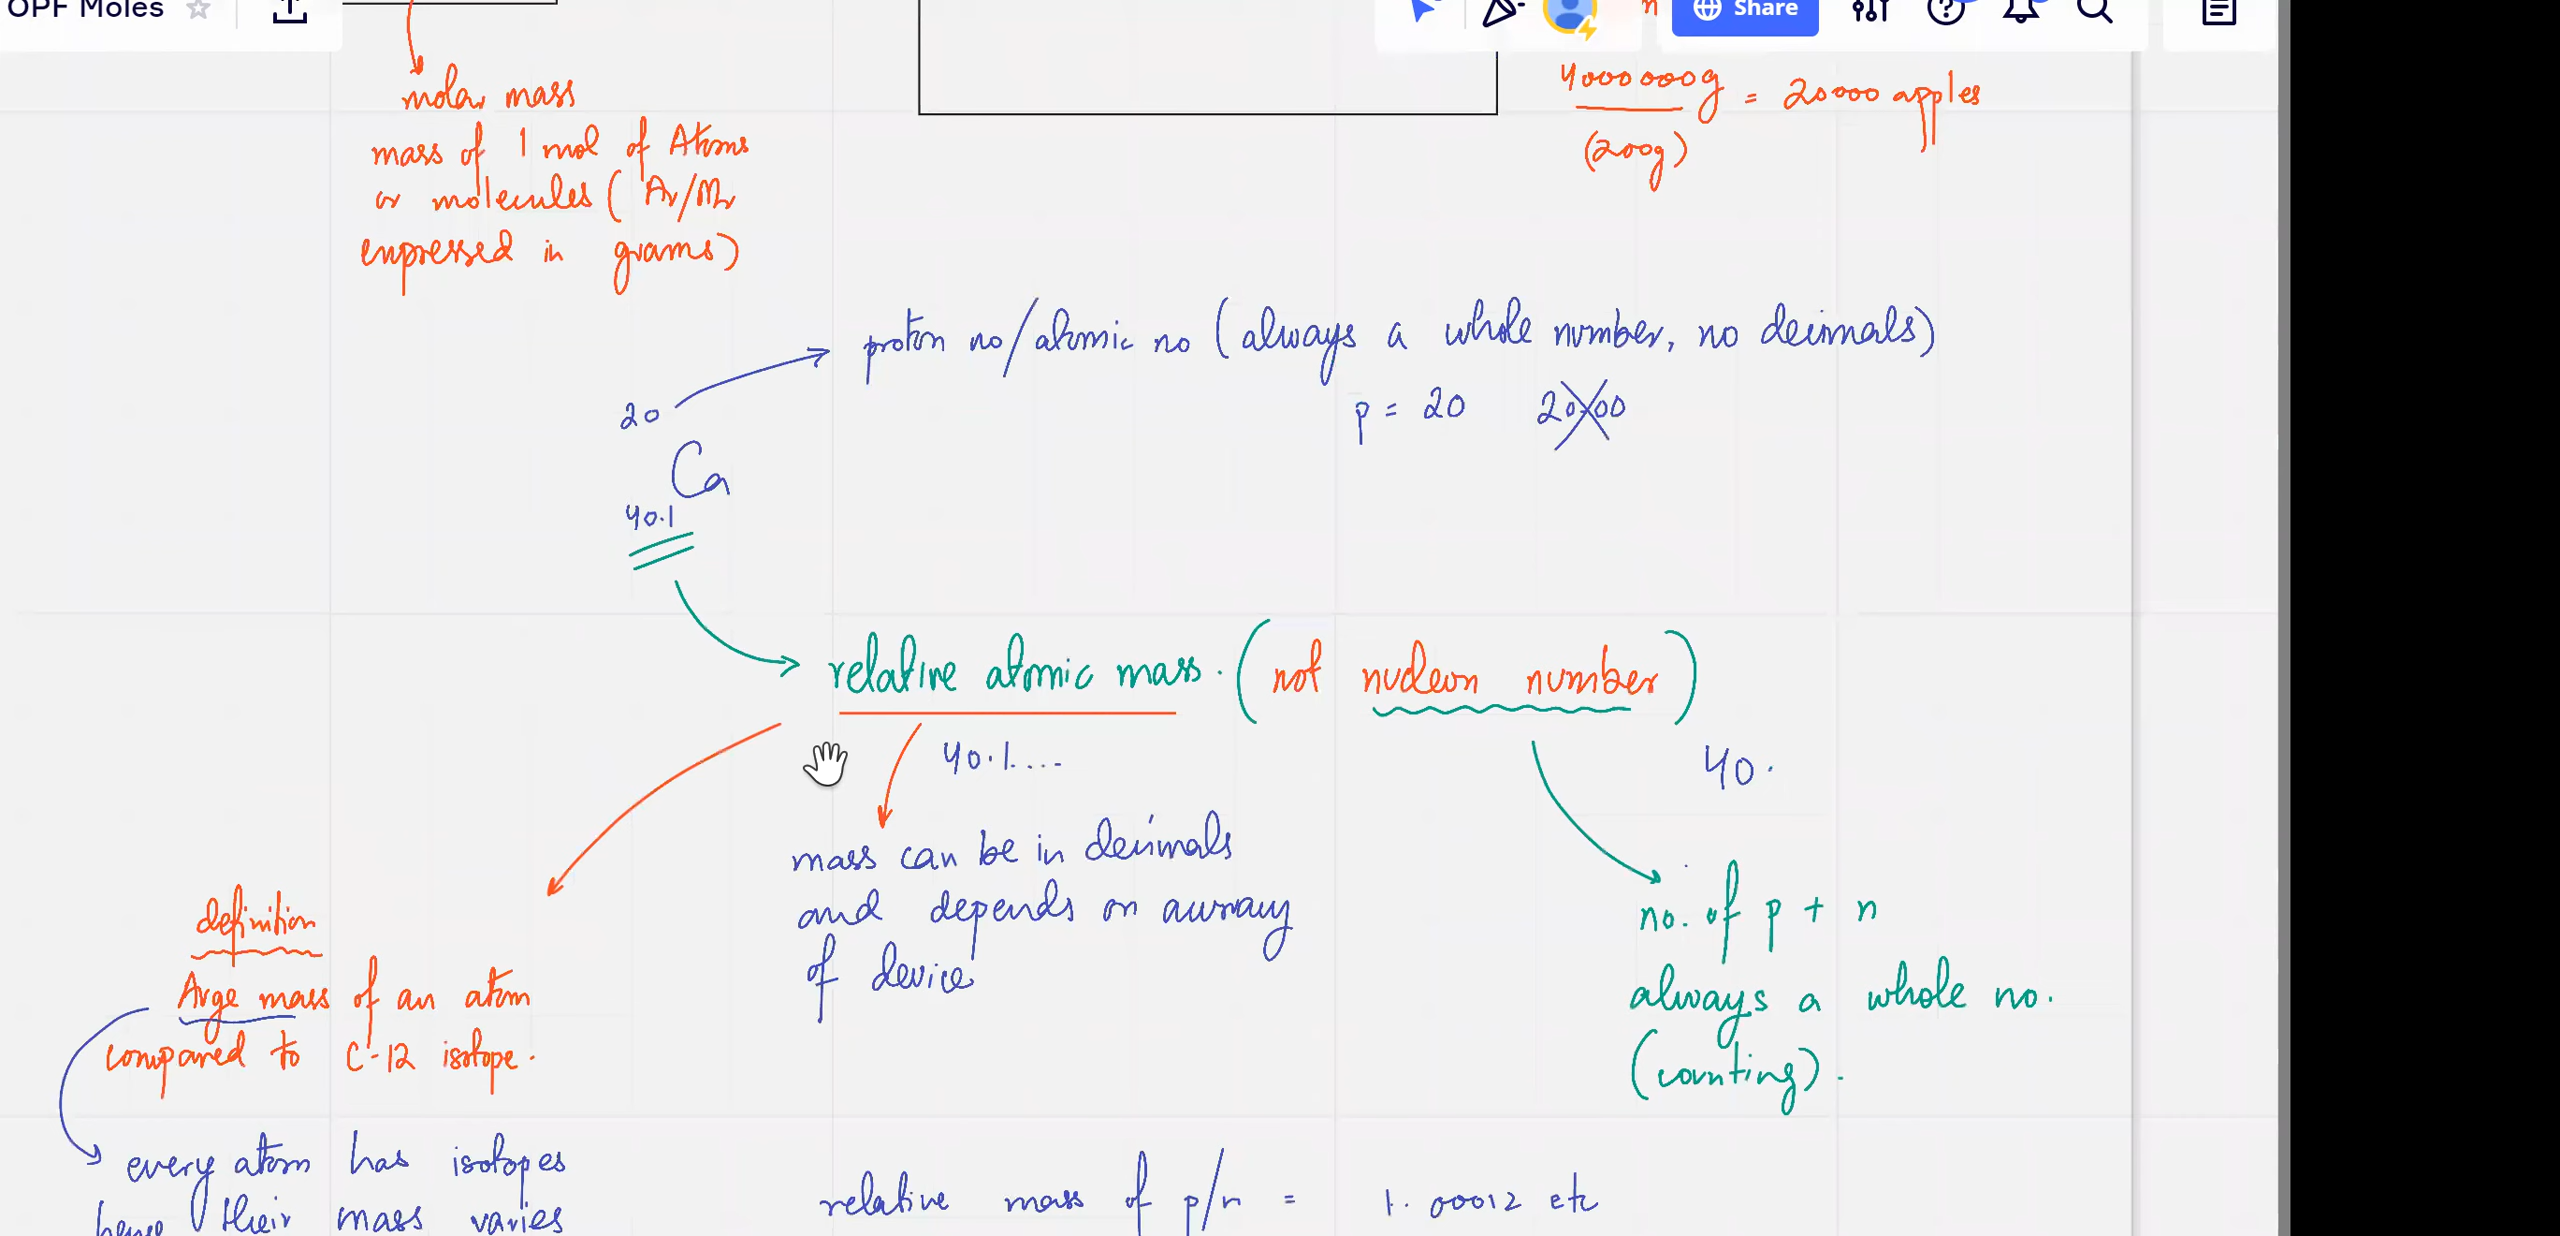 OPF Moles
Share
molar mass
mass of 1 mol of Atoms
or molecules (Ar/Mr
expressed in grams)
n
4000000g = 20000 apples
(200g)
proton no/atomic no (always a whole number, no decimals)
p = 20 20.00
20
Ca
40.1
relative atomic mass. (not nucleon number)
40.1....
40.
mass can be in decimals
and depends on accuracy
of device
no. of p + n
always a whole no.
(counting).
definition
Avge mass of an atom
compared to C-12 isotope.
every atom has isotopes
hence their mass varies
relative mass of p/n = 1.00012 etc